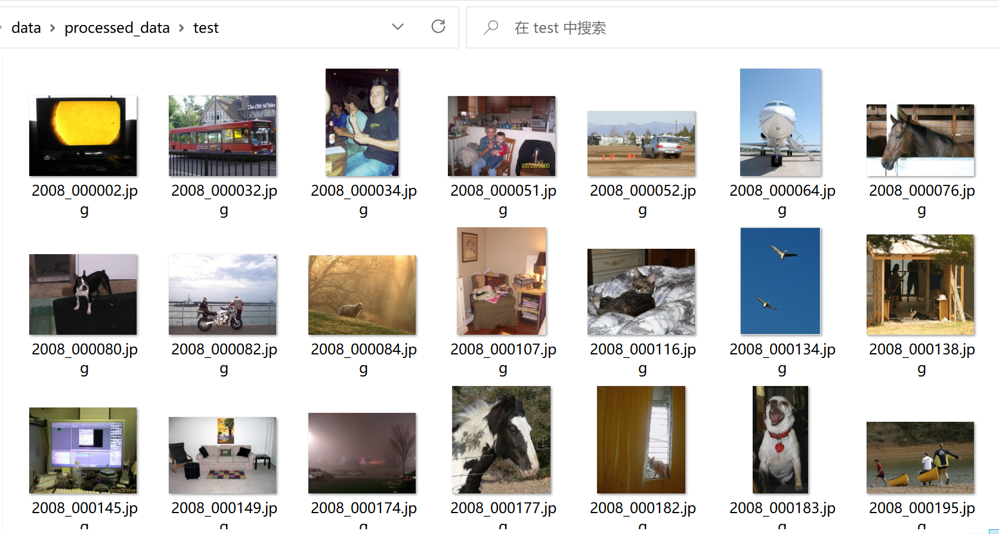 data > processed_data > test
在 test 中搜索
The Old White
05/21/2005
2008_000002.jp
g
2008_000032.jp
g
2008_000034.jp
g
2008_000051.jp
g
2008_000052.jp
g
2008_000064.jp
g
2008_000076.jp
g
2008_000080.jp
g
2008_000082.jp
g
2008_000084.jp
g
2008_000107.jp
g
2008_000116.jp
g
2008_000134.jp
g
2008_000138.jp
g
2008_000145.jp
g
2008_000149.jp
g
2008_000174.jp
g
2008_000177.jp
g
2008_000182.jp
g
2008_000183.jp
g
2008_000195.jp
g